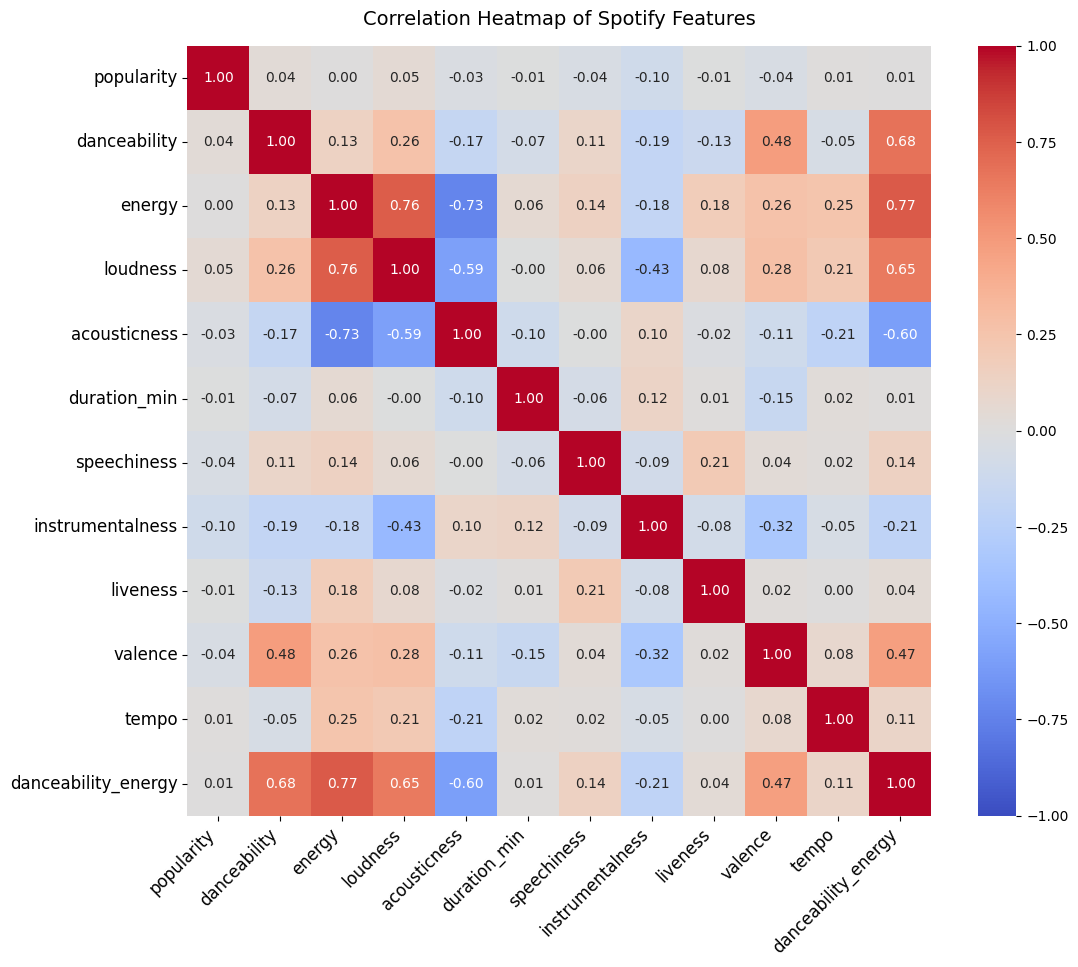 Correlation Heatmap of Spotify Features
popularity 1.00 0.04 0.00 0.05 -0.03 -0.01 -0.04 -0.10 -0.01 -0.04 0.01 0.01
danceability 0.04 1.00 0.13 0.26 -0.17 -0.07 0.11 -0.19 -0.13 0.48 -0.05 0.68
energy 0.00 0.13 1.00 0.76 -0.73 0.06 0.14 -0.18 0.18 0.26 0.25 0.77
loudness 0.05 0.26 0.76 1.00 -0.59 -0.00 0.06 -0.43 0.08 0.28 0.21 0.65
acousticness -0.03 -0.17 -0.73 -0.59 1.00 -0.10 -0.00 0.10 -0.02 -0.11 -0.21 -0.60
duration_min -0.01 -0.07 0.06 -0.00 -0.10 1.00 -0.06 0.12 0.01 -0.15 0.02 0.01
speechiness -0.04 0.11 0.14 0.06 -0.00 -0.06 1.00 -0.09 0.21 0.04 0.02 0.14
instrumentalness -0.10 -0.19 -0.18 -0.43 0.10 0.12 -0.09 1.00 -0.08 -0.32 -0.05 -0.21
liveness -0.01 -0.13 0.18 0.08 -0.02 0.01 0.21 -0.08 1.00 0.02 0.00 0.04
valence -0.04 0.48 0.26 0.28 -0.11 -0.15 0.04 -0.32 0.02 1.00 0.08 0.47
tempo 0.01 -0.05 0.25 0.21 -0.21 0.02 0.02 -0.05 0.00 0.08 1.00 0.11
danceability_energy 0.01 0.68 0.77 0.65 -0.60 0.01 0.14 -0.21 0.04 0.47 0.11 1.00
popularity danceability energy loudness acousticness duration_min speechiness instrumentalness liveness valence tempo danceability_energy
1.00
0.75
0.50
0.25
0.00
−0.25
−0.50
−0.75
−1.00